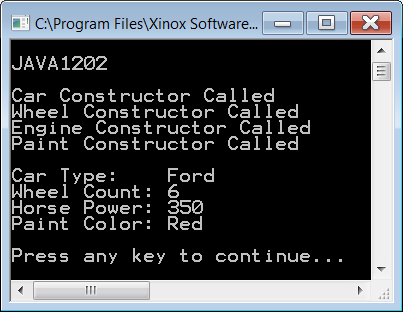 C:\Program Files\Xinox Software...
JAVA1202
Car Constructor Called
Wheel Constructor Called
Engine Constructor Called
Paint Constructor Called
Car Type:     Ford
Wheel Count: 6
Horse Power: 350
Paint Color: Red
Press any key to continue...